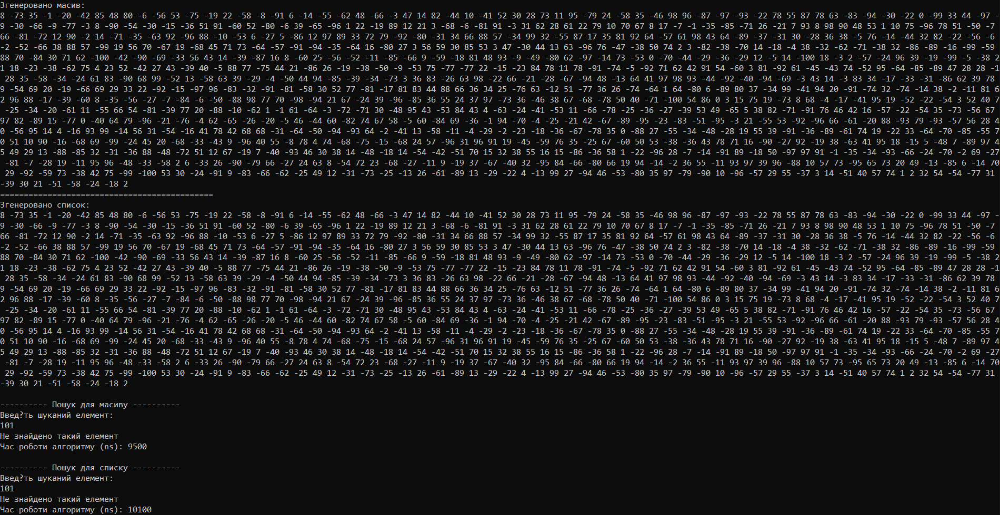 Згенеровано масив:
8 -73 35 -1 -20 -42 85 48 80 -6 -56 53 -75 -19 22 -58 -8 -91 6 -14 -55 -62 48 -66 -3 47 14 82 -44 10 -41 52 30 28 73 11 95 -79 24 -58 35 -46 98 96 -87 -97 -93 -22 78 55 87 78 63 -83 -94 -30 -22 0 -99 33 44 -97 -
9 -30 -66 -9 -77 -3 8 -90 -54 -30 -15 -36 51 91 -60 52 -80 -6 39 -65 -96 1 22 -19 89 12 21 3 -68 -6 -81 91 -3 31 62 28 61 22 79 10 70 67 8 17 -7 -1 -35 -85 -71 26 -21 7 93 8 98 90 48 53 1 10 75 -96 78 51 -50 -7
66 -81 -72 12 90 -2 14 -71 -35 -63 92 -96 88 -10 -53 6 -27 5 -86 12 97 89 33 72 79 -92 -80 -31 34 66 88 57 -34 99 32 -55 87 17 35 81 92 64 -57 61 98 43 64 -89 -37 -31 30 -28 36 38 -5 76 -14 -44 32 82 -22 -56 -6
-2 -52 -66 38 88 57 -99 19 56 70 -67 19 -68 45 71 73 -64 -57 -91 -94 -35 -64 16 -80 27 3 56 59 30 85 53 3 47 -30 44 13 63 -96 76 -47 -38 50 74 2 3 -82 -38 -70 14 -18 -4 38 -32 -62 -71 -38 32 -86 -89 -16 -99 -59
88 70 -84 30 71 62 -100 -42 -90 -69 -33 56 43 14 -39 -87 16 8 -60 25 -56 -52 -11 -85 -66 9 -59 -18 81 48 93 -9 -49 -80 62 -97 -14 73 -53 0 -70 -44 -29 -36 -29 12 -5 14 -100 18 -3 2 -57 -24 96 39 -19 -99 -5 -38 2
1 18 -23 -38 -62 75 4 23 52 -42 27 43 -39 40 -5 88 77 -75 44 21 -86 26 -19 -38 -50 -9 -53 75 -77 -77 22 -15 -23 84 78 11 78 -91 -74 -5 -92 71 62 42 91 54 -60 3 81 -92 61 -45 -43 74 -52 95 -64 -85 -89 47 28 28 -1
28 35 -58 -34 -24 61 83 -90 68 99 -52 13 -58 63 39 -29 -4 -50 44 94 -85 -39 -34 -73 3 36 83 -26 63 98 -22 66 -21 -28 -67 -94 48 -13 64 41 97 98 93 -44 -92 -40 -94 -69 -3 43 14 -3 83 34 -17 -33 -31 -86 62 39 78
9 -54 69 20 -19 -66 69 29 33 22 -92 -15 -97 96 -83 -32 -91 -81 -58 30 52 77 -81 -17 81 83 44 88 66 36 34 25 -76 63 -12 51 -77 36 26 -74 -64 1 64 -80 6 -89 80 37 -34 99 -41 94 20 -91 -74 32 -74 -14 38 -2 -11 81 6
2 96 88 -17 -39 -60 8 -35 -56 -27 -7 -84 -6 -50 -88 98 77 70 -98 -94 21 67 -24 39 -96 -85 36 55 24 37 97 -73 36 -46 38 67 -68 -78 50 40 -71 -100 54 86 0 3 15 75 19 -73 8 68 -4 -17 -41 95 19 -52 -22 -54 3 52 40 7
-25 -34 -20 -61 11 -55 66 54 -81 -39 77 20 -88 -10 -62 1 -1 61 -64 -3 -72 -71 30 -48 95 43 -53 84 43 4 -63 -24 -41 -53 11 -66 -78 -25 -36 -27 -39 53 49 -65 5 38 82 -71 -91 76 46 42 16 -57 -22 -54 35 -73 -56 67
97 82 -89 15 -77 0 -40 64 79 -96 -21 -76 -4 62 -65 -26 -20 -5 46 -44 60 -82 74 67 58 -5 60 -84 69 -36 -1 94 -70 -4 -25 -21 42 -67 -89 -95 -23 -83 -51 -95 -3 21 -55 53 -92 -96 66 -61 -20 88 -93 79 -93 -57 56 28 4
0 -56 95 14 4 -16 93 99 -14 56 31 -54 -16 41 78 42 68 68 -31 -64 -50 -94 -93 64 -2 -41 13 -58 -11 -4 -29 -2 -23 -18 -36 -67 -78 35 0 -88 27 -55 -34 -48 -28 19 55 39 -91 -36 -89 -61 74 19 -22 33 -64 -70 -85 -55 7
0 51 10 90 -16 -68 69 -99 -24 45 20 -68 -33 -43 9 -96 40 55 -8 78 4 74 -68 -75 -15 -68 24 57 -96 31 96 91 19 -45 -59 76 35 -25 67 -60 50 53 -38 -36 43 78 71 16 -90 -27 92 -19 38 -63 41 95 18 -15 5 -48 7 -89 97 4
5 49 29 13 -88 -85 32 -31 -36 88 -48 -72 51 12 67 -19 7 -40 -93 46 30 38 14 -48 -18 14 -54 -42 -51 70 15 32 38 55 16 15 -86 -36 58 1 -22 -96 28 -7 -14 -91 89 -18 50 -97 97 91 -1 -35 -34 -93 -66 -24 -70 -2 69 -27
-81 -7 -28 19 -11 95 96 -48 -33 -58 2 6 -33 26 -90 -79 66 -27 24 63 8 -54 72 23 -68 -27 -11 9 -19 37 -67 -40 32 -95 84 -66 -80 66 19 94 -14 -2 36 55 -11 93 97 39 96 -88 10 57 73 -95 65 73 20 49 -13 -85 6 -14 70
29 -92 -59 73 -38 42 75 -99 -100 53 30 -24 -91 9 -83 -66 -62 -25 49 12 -31 -73 -25 -13 26 -61 -89 13 -29 -22 4 -13 99 27 -94 46 -53 -80 35 97 -79 -90 10 -96 -57 29 55 -37 3 14 -51 40 57 74 1 2 32 54 -54 -77 31
-39 30 21 -51 -58 -24 -18 2
=============================================
Згенеровано список:
8 -73 35 -1 -20 -42 85 48 80 -6 -56 53 -75 -19 22 -58 -8 -91 6 -14 -55 -62 48 -66 -3 47 14 82 -44 10 -41 52 30 28 73 11 95 -79 24 -58 35 -46 98 96 -87 -97 -93 -22 78 55 87 78 63 -83 -94 -30 -22 0 -99 33 44 -97 -
9 -30 -66 -9 -77 -3 8 -90 -54 -30 -15 -36 51 91 -60 52 -80 -6 39 -65 -96 1 22 -19 89 12 21 3 -68 -6 -81 91 -3 31 62 28 61 22 79 10 70 67 8 17 -7 -1 -35 -85 -71 26 -21 7 93 8 98 90 48 53 1 10 75 -96 78 51 -50 -7
66 -81 -72 12 90 -2 14 -71 -35 -63 92 -96 88 -10 -53 6 -27 5 -86 12 97 89 33 72 79 -92 -80 -31 34 66 88 57 -34 99 32 -55 87 17 35 81 92 64 -57 61 98 43 64 -89 -37 -31 30 -28 36 38 -5 76 -14 -44 32 82 -22 -56 -6
-2 -52 -66 38 88 57 -99 19 56 70 -67 19 -68 45 71 73 -64 -57 -91 -94 -35 -64 16 -80 27 3 56 59 30 85 53 3 47 -30 44 13 63 -96 76 -47 -38 50 74 2 3 -82 -38 -70 14 -18 -4 38 -32 -62 -71 -38 32 -86 -89 -16 -99 -59
88 70 -84 30 71 62 -100 -42 -90 -69 -33 56 43 14 -39 -87 16 8 -60 25 -56 -52 -11 -85 -66 9 -59 -18 81 48 93 -9 -49 -80 62 -97 -14 73 -53 0 -70 -44 -29 -36 -29 12 -5 14 -100 18 -3 2 -57 -24 96 39 -19 -99 -5 -38 2
1 18 -23 -38 -62 75 4 23 52 -42 27 43 -39 40 -5 88 77 -75 44 21 -86 26 -19 -38 -50 -9 -53 75 -77 -77 22 -15 -23 84 78 11 78 -91 -74 -5 -92 71 62 42 91 54 -60 3 81 -92 61 -45 -43 74 -52 95 -64 -85 -89 47 28 28 -1
28 35 -58 -34 -24 61 83 -90 68 99 -52 13 -58 63 39 -29 -4 -50 44 94 -85 -39 -34 -73 3 36 83 -26 63 98 -22 66 -21 -28 -67 -94 48 -13 64 41 97 98 93 -44 -92 -40 -94 -69 -3 43 14 -3 83 34 -17 -33 -31 -86 62 39 78
9 -54 69 20 -19 -66 69 29 33 22 -92 -15 -97 96 -83 -32 -91 -81 -58 30 52 77 -81 -17 81 83 44 88 66 36 34 25 -76 63 -12 51 -77 36 26 -74 -64 1 64 -80 6 -89 80 37 -34 99 -41 94 20 -91 -74 32 -74 -14 38 -2 -11 81 6
2 96 88 -17 -39 -60 8 -35 -56 -27 -7 -84 -6 -50 -88 98 77 70 -98 -94 21 67 -24 39 -96 -85 36 55 24 37 97 -73 36 -46 38 67 -68 -78 50 40 -71 -100 54 86 0 3 15 75 19 -73 8 68 -4 -17 -41 95 19 -52 -22 -54 3 52 40 7
-25 -34 -20 -61 11 -55 66 54 -81 -39 77 20 -88 -10 -62 1 -1 61 -64 -3 -72 -71 30 -48 95 43 -53 84 43 4 -63 -24 -41 -53 11 -66 -78 -25 -36 -27 -39 53 49 -65 5 38 82 -71 -91 76 46 42 16 -57 -22 -54 35 -73 -56 67
97 82 -89 15 -77 0 -40 64 79 -96 -21 -76 -4 62 -65 -26 -20 -5 46 -44 60 -82 74 67 58 -5 60 -84 69 -36 -1 94 -70 -4 -25 -21 42 -67 -89 -95 -23 -83 -51 -95 -3 21 -55 53 -92 -96 66 -61 -20 88 -93 79 -93 -57 56 28 4
0 -56 95 14 4 -16 93 99 -14 56 31 -54 -16 41 78 42 68 68 -31 -64 -50 -94 -93 64 -2 -41 13 -58 -11 -4 -29 -2 -23 -18 -36 -67 -78 35 0 -88 27 -55 -34 -48 -28 19 55 39 -91 -36 -89 -61 74 19 -22 33 -64 -70 -85 -55 7
0 51 10 90 -16 -68 69 -99 -24 45 20 -68 -33 -43 9 -96 40 55 -8 78 4 74 -68 -75 -15 -68 24 57 -96 31 96 91 19 -45 -59 76 35 -25 67 -60 50 53 -38 -36 43 78 71 16 -90 -27 92 -19 38 -63 41 95 18 -15 5 -48 7 -89 97 4
5 49 29 13 -88 -85 32 -31 -36 88 -48 -72 51 12 67 -19 7 -40 -93 46 30 38 14 -48 -18 14 -54 -42 -51 70 15 32 38 55 16 15 -86 -36 58 1 -22 -96 28 -7 -14 -91 89 -18 50 -97 97 91 -1 -35 -34 -93 -66 -24 -70 -2 69 -27
-81 -7 -28 19 -11 95 96 -48 -33 -58 2 6 -33 26 -90 -79 66 -27 24 63 8 -54 72 23 -68 -27 -11 9 -19 37 -67 -40 32 -95 84 -66 -80 66 19 94 -14 -2 36 55 -11 93 97 39 96 -88 10 57 73 -95 65 73 20 49 -13 -85 6 -14 70
29 -92 -59 73 -38 42 75 -99 -100 53 30 -24 -91 9 -83 -66 -62 -25 49 12 -31 -73 -25 -13 26 -61 -89 13 -29 -22 4 -13 99 27 -94 46 -53 -80 35 97 -79 -90 10 -96 -57 29 55 -37 3 14 -51 40 57 74 1 2 32 54 -54 -77 31
-39 30 21 -51 -58 -24 -18 2
---------- Пошук для масиву ----------
Введ?ть шуканий елемент:
101
Не знайдено такий елемент
Час роботи алгоритму (ns): 9500
---------- Пошук для списку ----------
Введ?ть шуканий елемент:
101
Не знайдено такий елемент
Час роботи алгоритму (ns): 10100